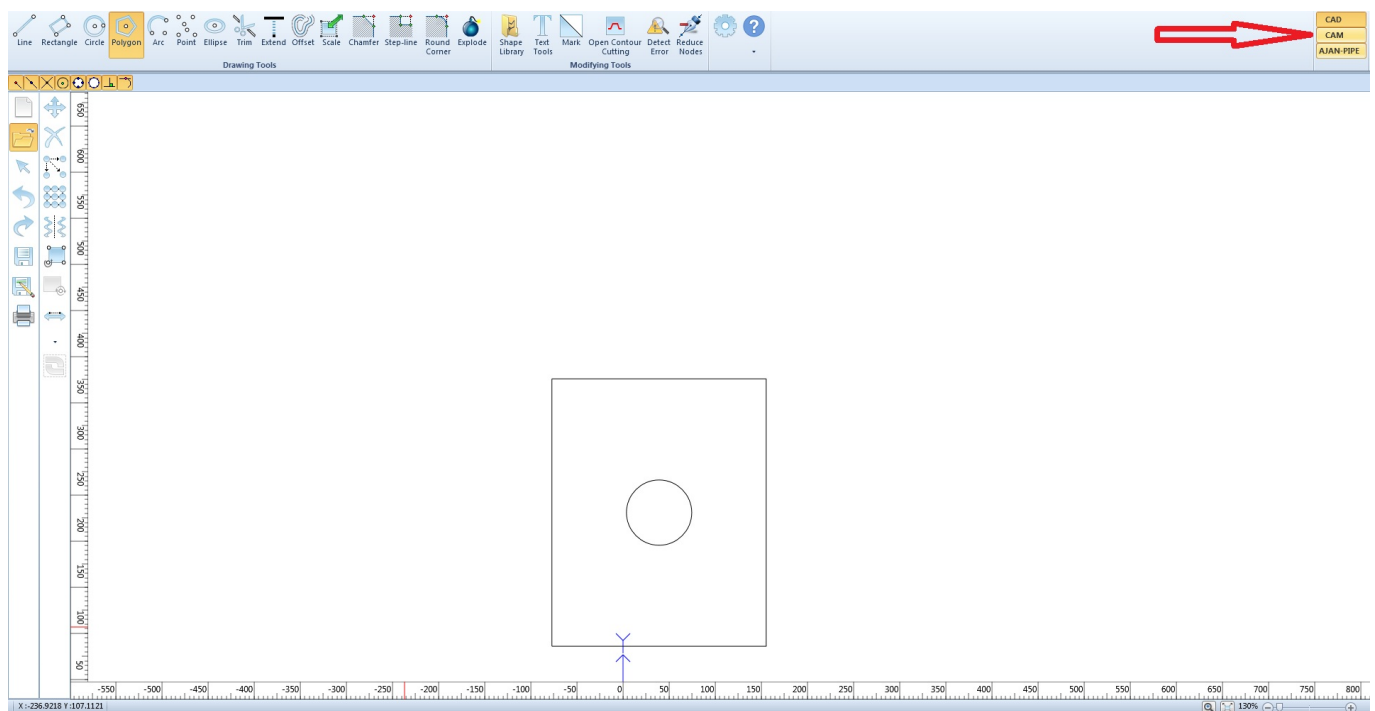 CAD
Line Rectangle Circle Polygon Arc Point Ellipse Trim Extend Offset Scale Chamfer Step-line Round Corner Explode Shape Library Text Tools Mark Open Contour Cutting Detect Error Reduce Nodes
CAM
AJAN-PIPE
Drawing Tools Modifying Tools
650
600
550
500
450
400
350
300
250
200
150
100
50
-550 -500 -450 -400 -350 -300 -250 -200 -150 -100 -50 0 50 100 150 200 250 300 350 400 450 500 550 600 650 700 750 800
X :-236.9218 Y :107.1121 130%